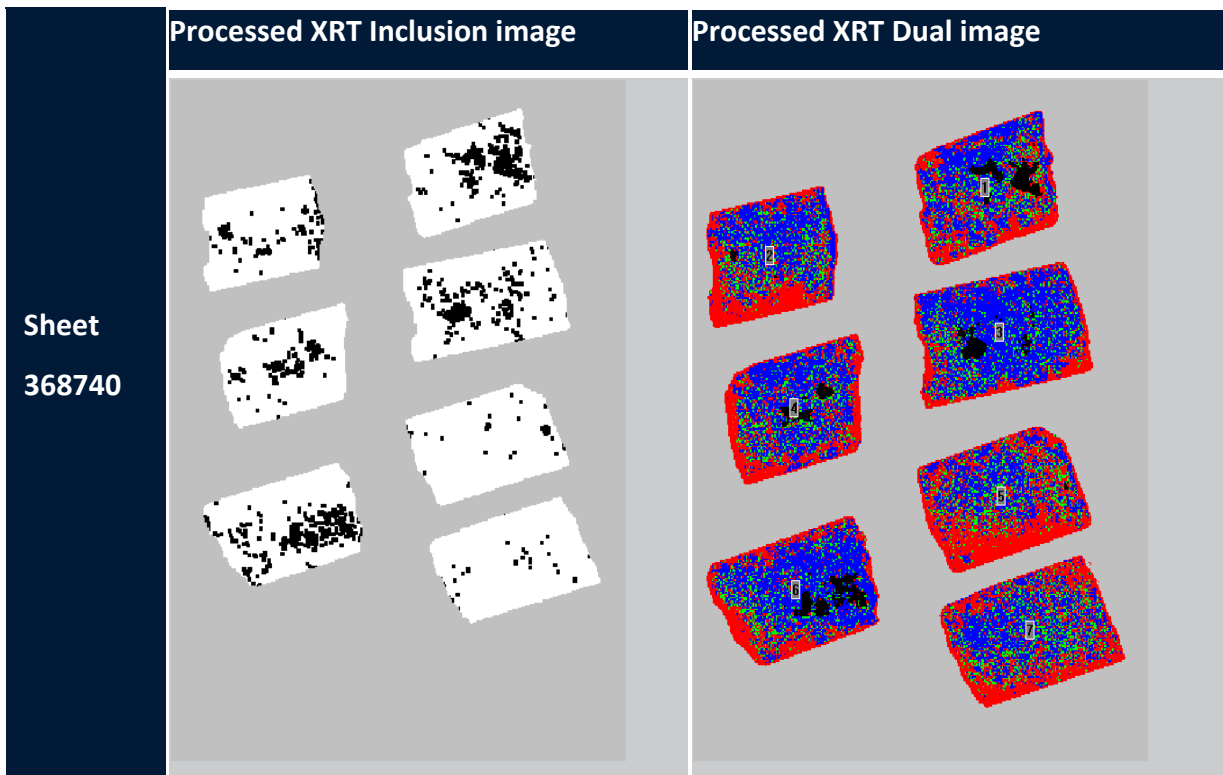 Processed XRT Inclusion image
Processed XRT Dual image
Sheet
368740
1
2
3
4
5
6
7